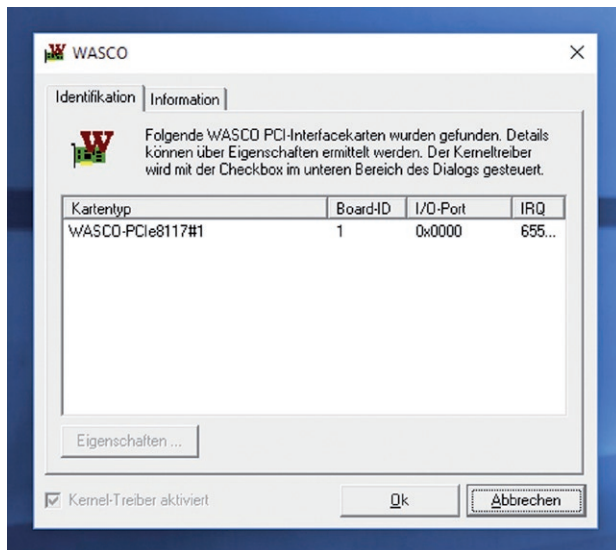 WASCO
Identifikation
Information
Folgende WASCO PCI-Interfacekarten wurden gefunden. Details
können über Eigenschaften ermittelt werden. Der Kerneltreiber
wird mit der Checkbox im unteren Bereich des Dialogs gesteuert.
Kartentyp Board-ID I/O-Port IRQ
WASCO-PCIe8117#1 1 0x0000 655...
Eigenschaften ...
Kernel-Treiber aktiviert Ok Abbrechen